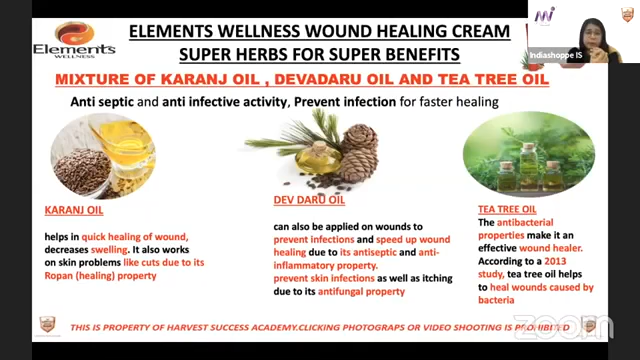 Elements
WELLNESS
ELEMENTS WELLNESS WOUND HEALING CREAM
SUPER HERBS FOR SUPER BENEFITS
Indiashoppe IS
MIXTURE OF KARANJ OIL , DEVADARU OIL AND TEA TREE OIL
Anti septic and anti infective activity, Prevent infection for faster healing
KARANJ OIL
helps in quick healing of wound,
decreases swelling. It also works
on skin problems like cuts due to its
Ropan (healing) property
DEV DARU OIL
can also be applied on wounds to
prevent infections and speed up wound
healing due to its antiseptic and anti-
inflammatory property.
prevent skin infections as well as itching
due to its antifungal property
TEA TREE OIL
The antibacterial
properties make it an
effective wound healer.
According to a 2013
study, tea tree oil helps
to heal wounds caused by
bacteria
THIS IS PROPERTY OF HARVEST SUCCESS ACADEMY.CLICKING PHOTOGRAPS OR VIDEO SHOOTING IS PROHIBITED
zoom